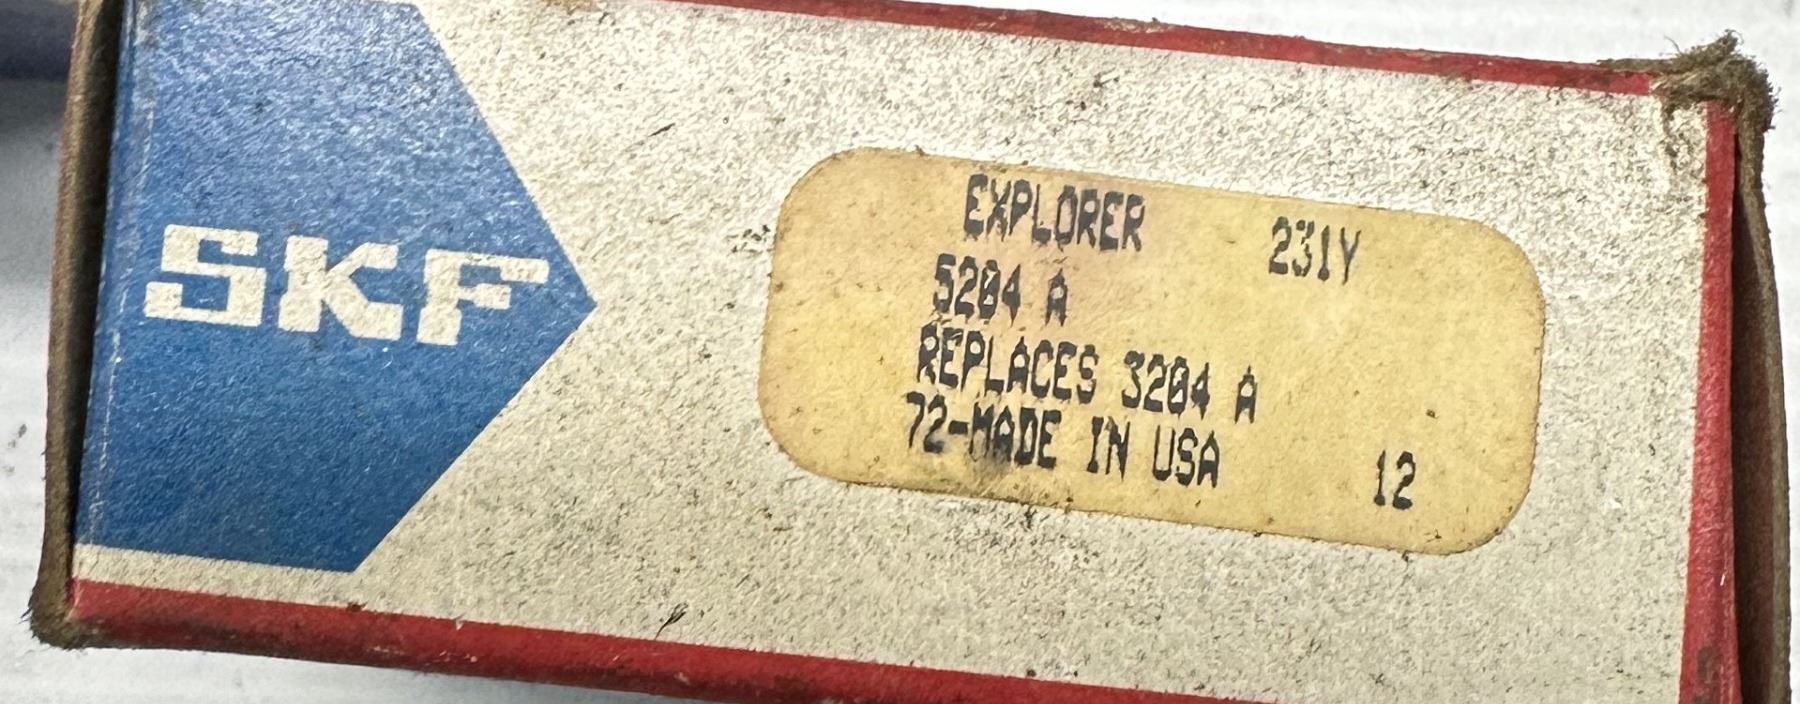 SKF
EXPLORER 231Y
5204 A
REPLACES 3204 A
72-MADE IN USA 12